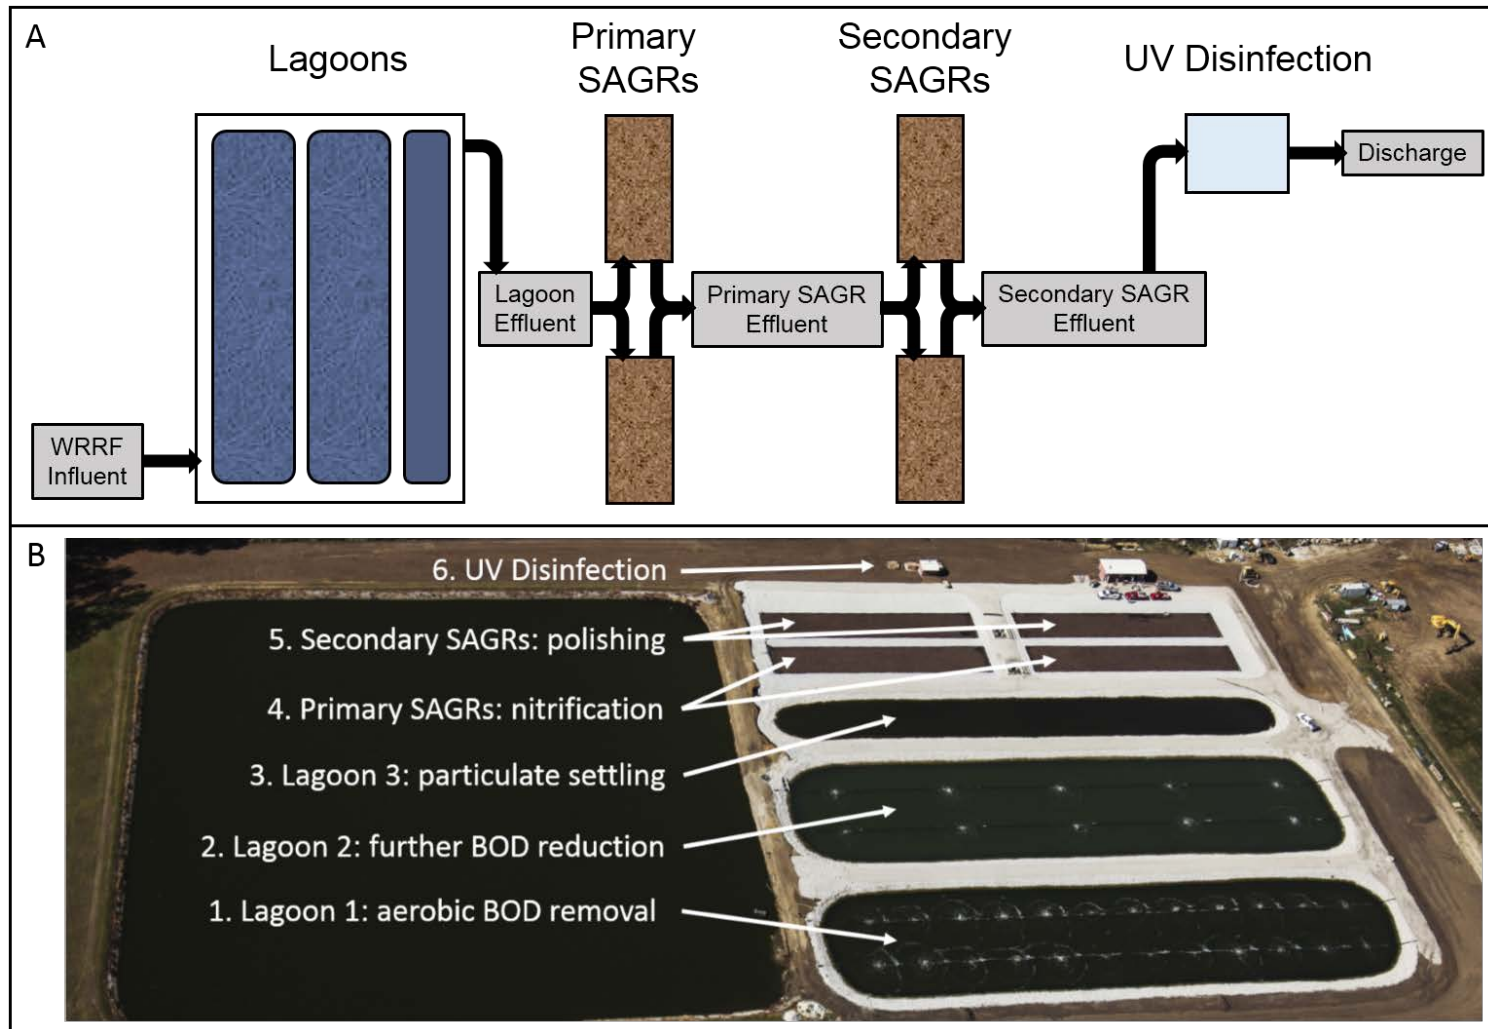 A
Lagoons
Primary
SAGRs
Secondary
SAGRs
UV Disinfection
Discharge
Lagoon
Effluent
Primary SAGR
Effluent
Secondary SAGR
Effluent
WRRF
Influent
B
6. UV Disinfection
5. Secondary SAGRs: polishing
4. Primary SAGRs: nitrification
3. Lagoon 3: particulate settling
2. Lagoon 2: further BOD reduction
1. Lagoon 1: aerobic BOD removal